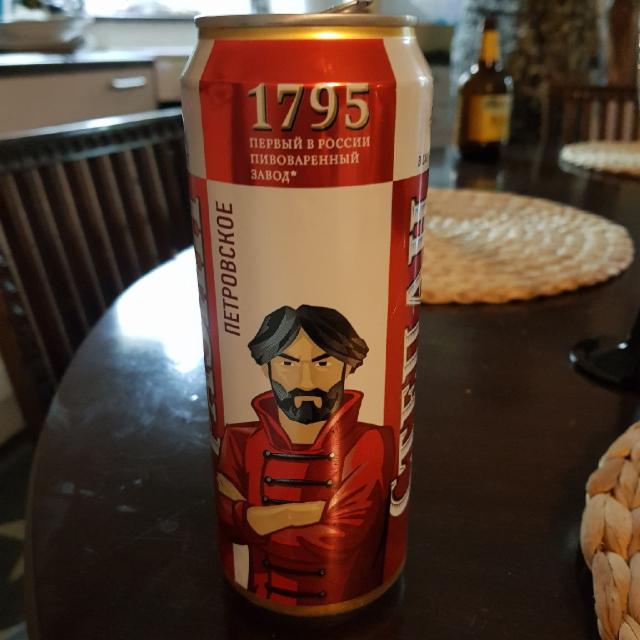 1795
ПЕРВЫЙ В РОССИИ
ПИВОВАРЕННЫЙ
ЗАВОД*
ПЕТРОВСКОЕ